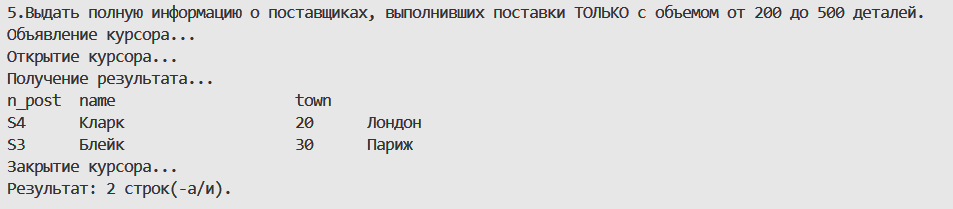 5.Выдать полную информацию о поставщиках, выполнивших поставки ТОЛЬКО с объемом от 200 до 500 деталей.
Объявление курсора...
Открытие курсора...
Получение результата...
n_post name town
S4 Кларк 20 Лондон
S3 Блейк 30 Париж
Закрытие курсора...
Результат: 2 строк(-а/и).